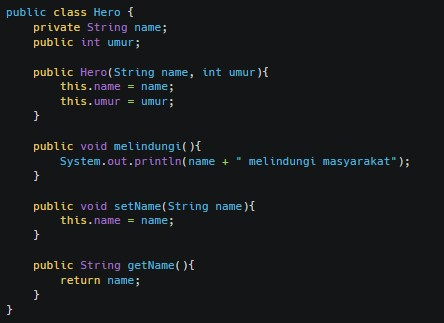 public class Hero {
    private String name;
    public int umur;

    public Hero(String name, int umur){
        this.name = name;
        this.umur = umur;
    }

    public void melindungi(){
        System.out.println(name + " melindungi masyarakat");
    }

    public void setName(String name){
        this.name = name;
    }

    public String getName(){
        return name;
    }
}